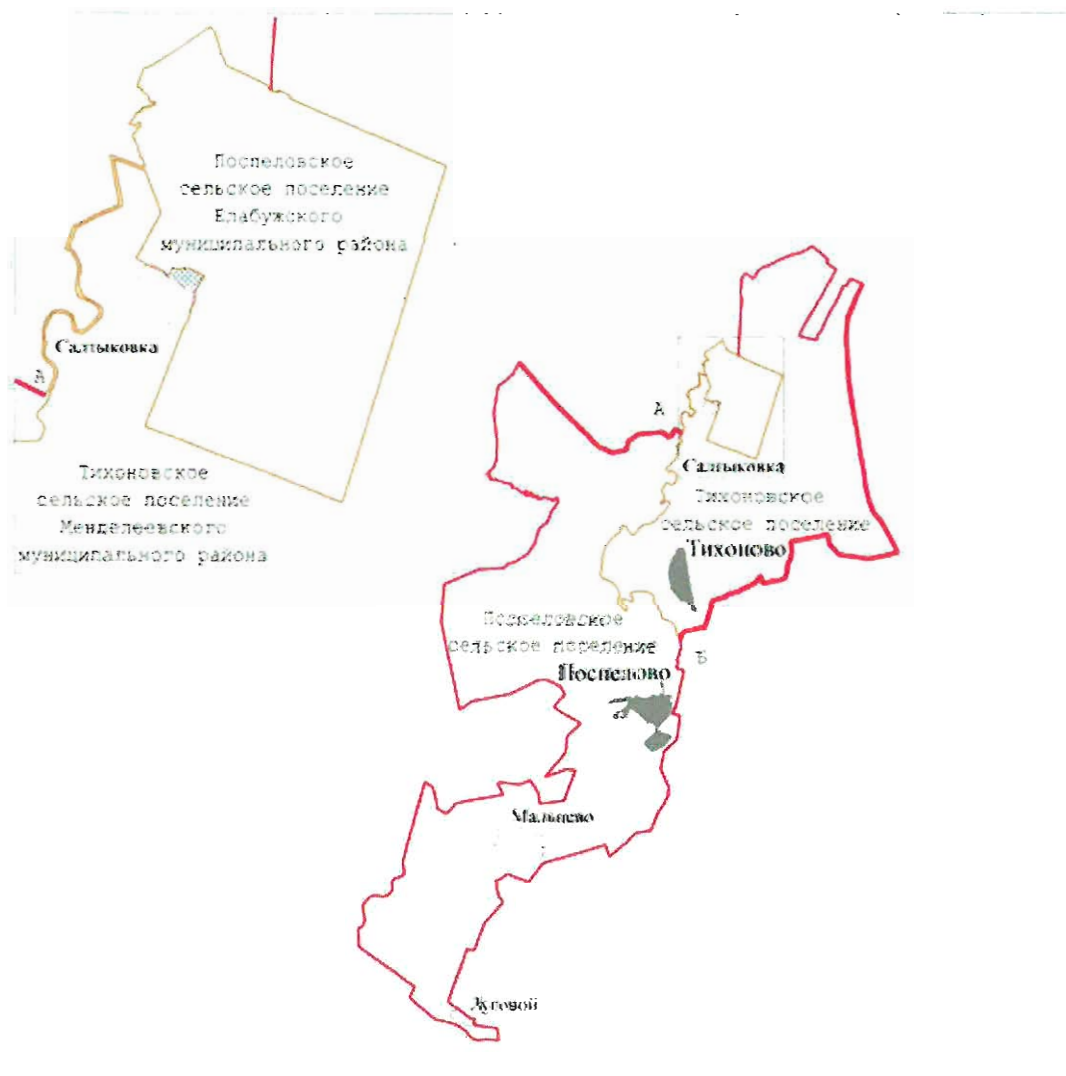 Поспеловское
сельское поселение
Елабужского
муниципального района
Салтыковка
А
Тихоновское
сельское поселение
Менделеевского
муниципального района
А
Салтыковка
Тихоновское
сельское поселение
Тихоново
Поспеловское
сельское поселение
Б
Поспелово
Мальцево
Луговой